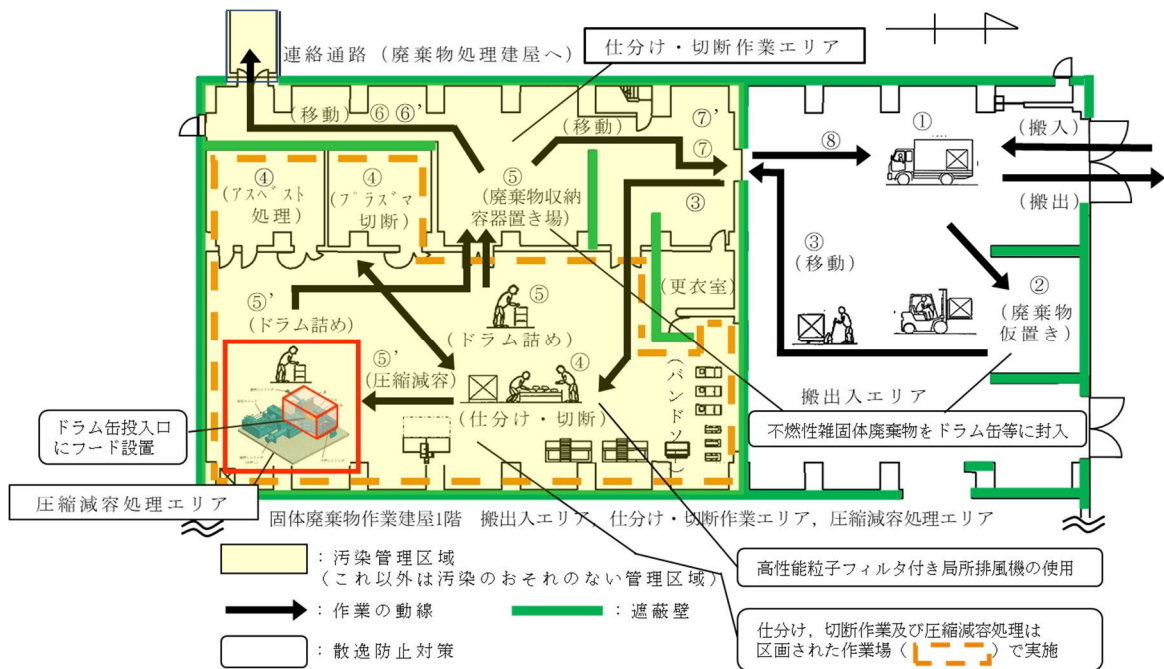 連絡通路（廃棄物処理建屋へ）
仕分け・切断作業エリア
（移動）
⑥ ⑥’
（移動）
⑦’
⑦
⑧
①
（搬入）
（搬出）
④
（アスベスト
処理）
④
（プラズマ
切断）
⑤
（廃棄物収納
容器置き場）
③
③
（移動）
②
（廃棄物
仮置き）
（更衣室）
⑤’
（ドラム詰め）
⑤
（ドラム詰め）
⑤’
（圧縮減容）
④
（仕分け・切断）
（バンドソー）
搬出入エリア
ドラム缶投入口
にフード設置
不燃性雑固体廃棄物をドラム缶等に封入
圧縮減容処理エリア
固体廃棄物作業建屋1階　搬出入エリア，仕分け・切断作業エリア，圧縮減容処理エリア
：汚染管理区域
（これ以外は汚染のおそれのない管理区域）
：作業の動線
：遮蔽壁
：散逸防止対策
高性能粒子フィルタ付き局所排風機の使用
仕分け，切断作業及び圧縮減容処理は
区画された作業場（　　　）で実施